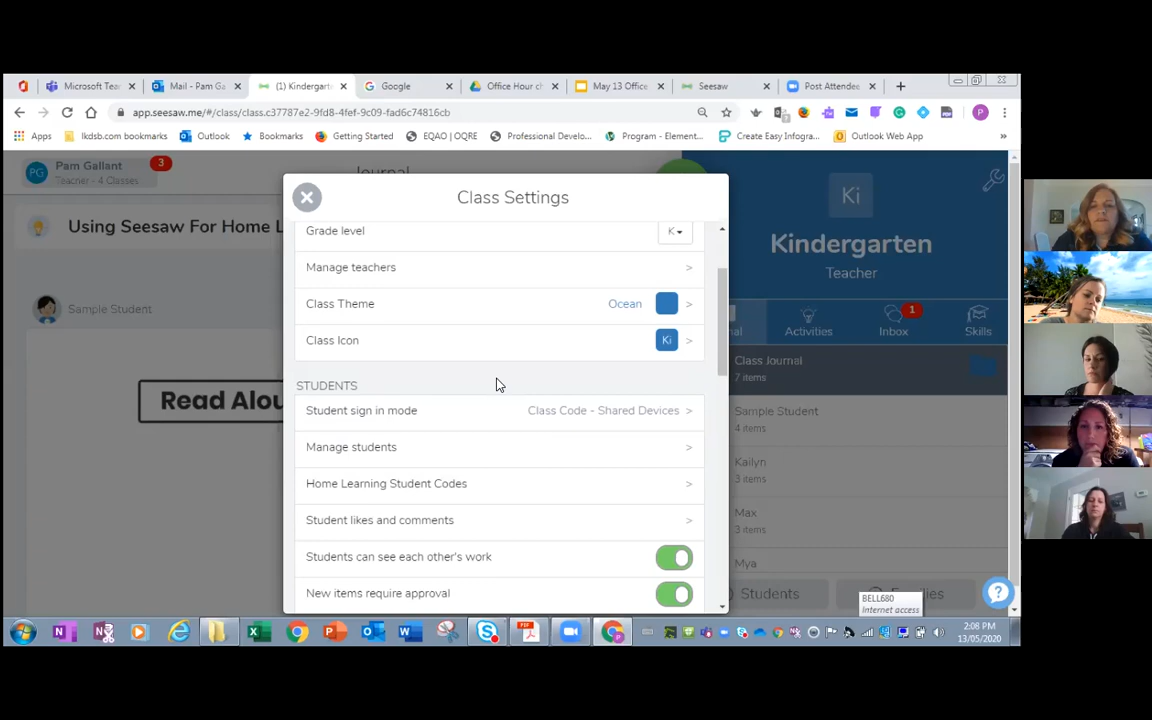 Microsoft Tear
Mail - Pam Ga
(1) Kindergart
Google
Office Hour ch
May 13 Office
Seesaw
Post Attendee
app.seesaw.me/#/class/class.c37787e2-9fd8-4fef-9c09-fad6c74816cb
Apps
lkdsb.com bookmarks
Outlook
Bookmarks
Getting Started
EQAO | OQRE
Professional Develo...
Program - Element...
Create Easy Infogra...
Outlook Web App
PG
Pam Gallant
Teacher - 4 Classes
3
Journal
Using Seesaw For Home L
Sample Student
Read Alou
Class Settings
Grade level
K
Manage teachers
Class Theme
Ocean
Class Icon
Ki
STUDENTS
Student sign in mode
Class Code - Shared Devices
Manage students
Home Learning Student Codes
Student likes and comments
Students can see each other's work
New items require approval
Ki
Kindergarten
Teacher
nal
Activities
Inbox
1
Skills
Class Journal
7 items
Sample Student
4 items
Kailyn
3 items
Max
3 items
Mya
Students
BELL680
Internet access
2:08 PM
13/05/2020